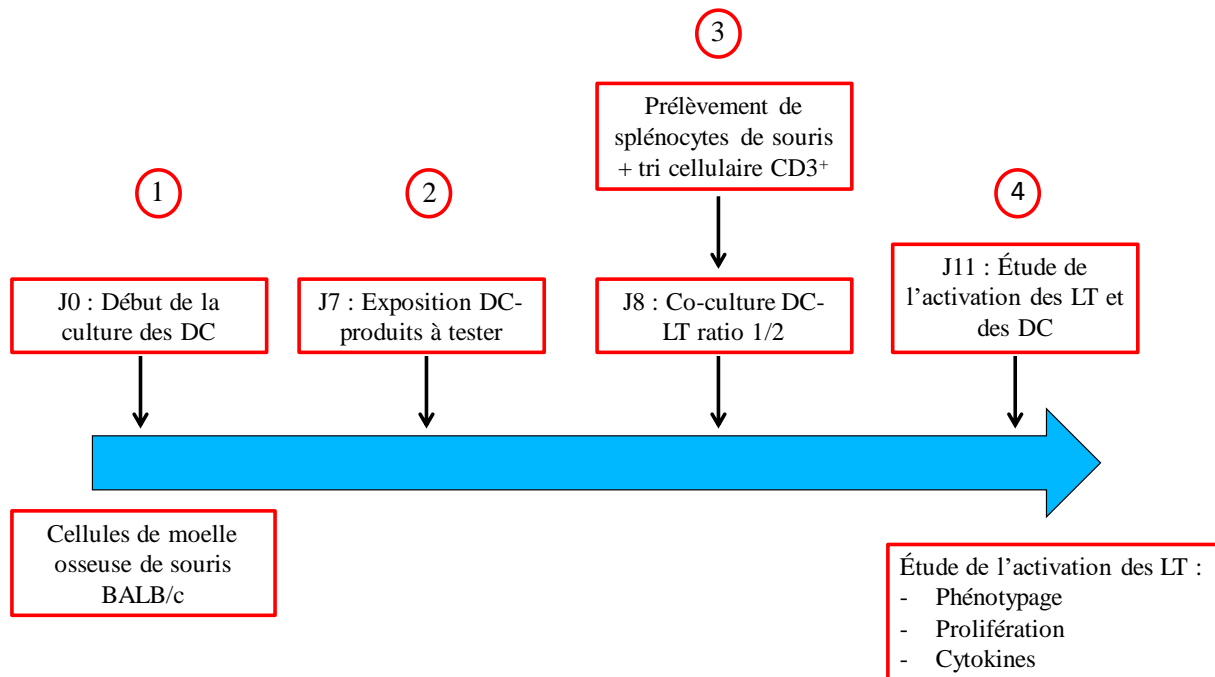 3
Prélèvement de
splénocytes de souris
+ tri cellulaire CD3⁺
1
2
4
J0 : Début de la
culture des DC
J7 : Exposition DC-
produits à tester
J8 : Co-culture DC-
LT ratio 1/2
J11 : Étude de
l’activation des LT et
des DC
Cellules de moelle
osseuse de souris
BALB/c
Étude de l’activation des LT :
- Phénotypage
- Prolifération
- Cytokines